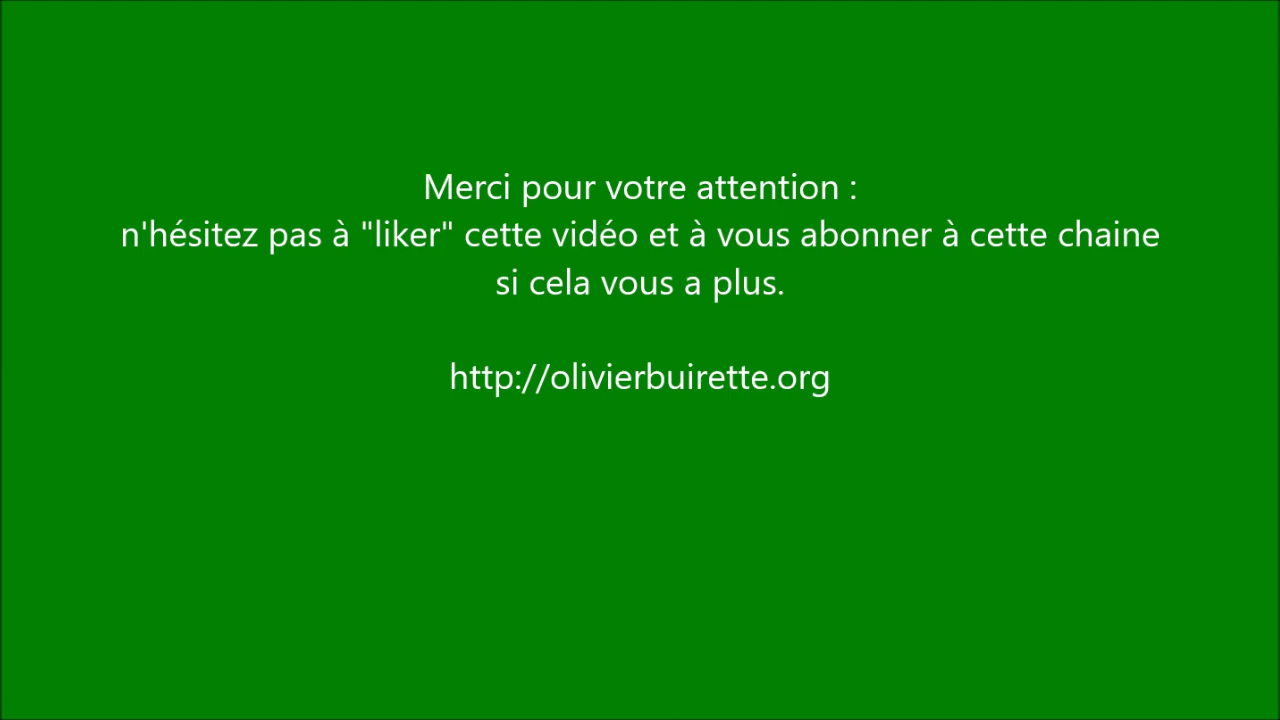 Merci pour votre attention :
n'hésitez pas à "liker" cette vidéo et à vous abonner à cette chaine
si cela vous a plus.
http://olivierbuirette.org